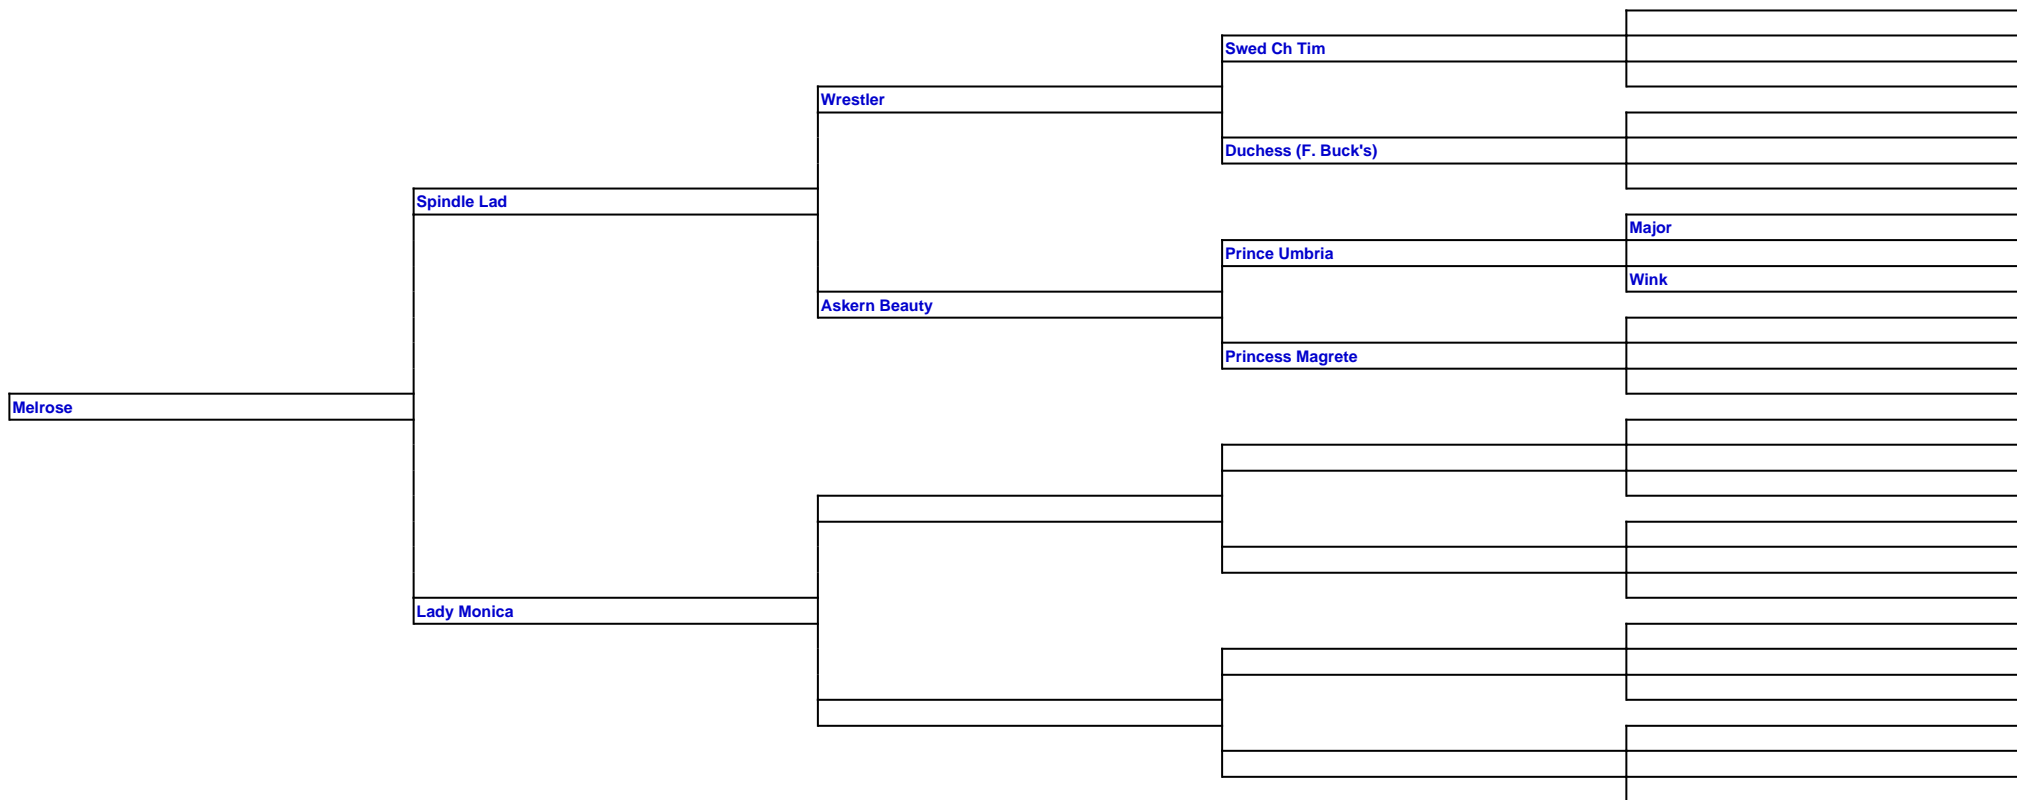 Swed Ch Tim
Wrestler
Duchess (F. Buck's)
Spindle Lad
Major
Prince Umbria
Wink
Askern Beauty
Princess Magrete
Melrose
Lady Monica